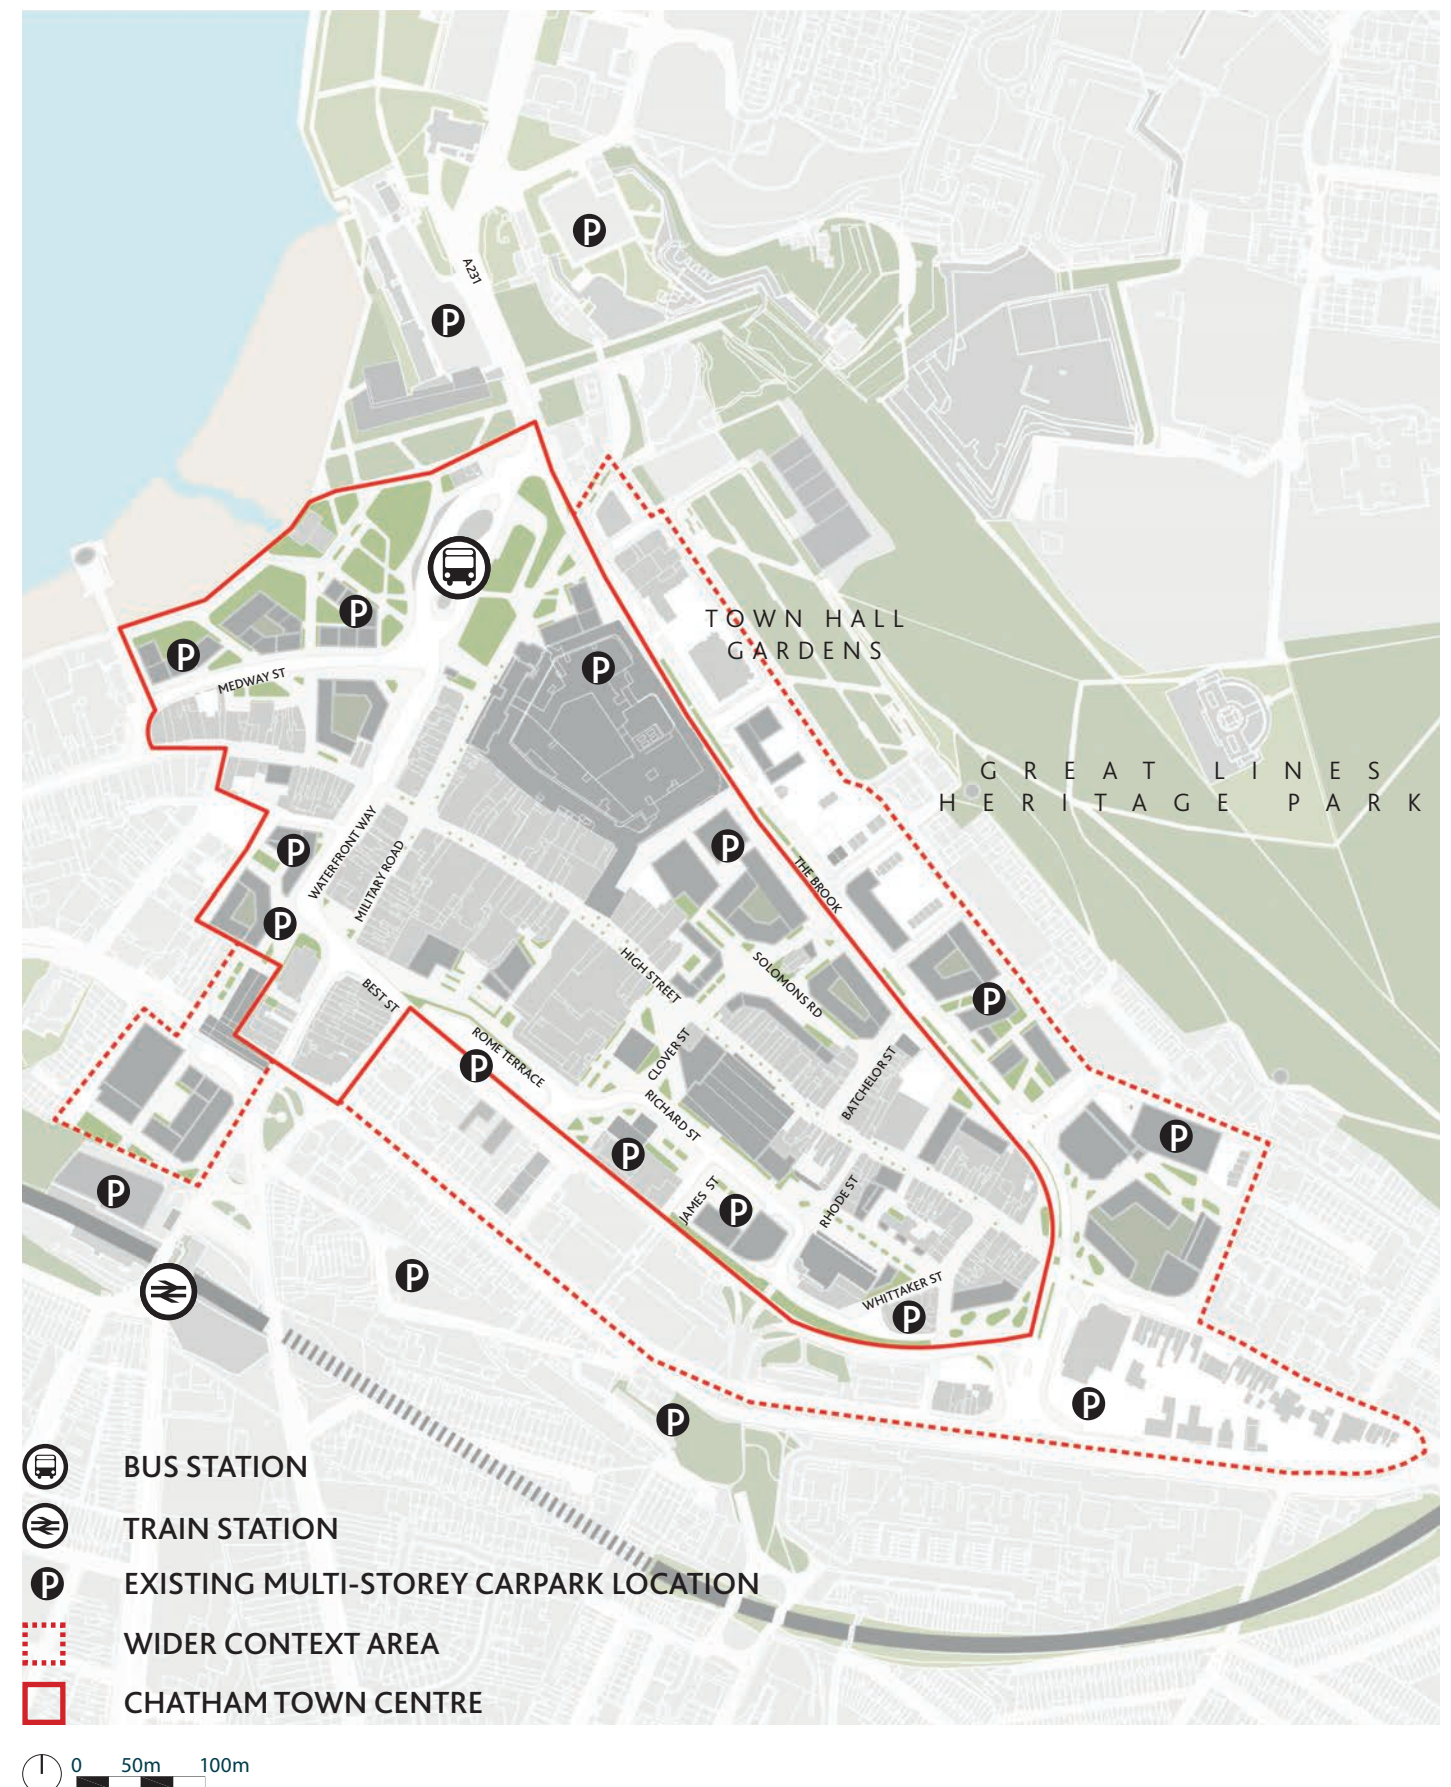 P
A231
P
P
MEDWAY ST
P
P
TOWN HALL
GARDENS
GREAT LINES
HERITAGE PARK
P
P
WATERFRONT WAY
MILITARY ROAD
THE BROOK
P
HIGH STREET
SOLOMONS RD
BEST ST
P
ROME TERRACE
P
CLOVER ST
BATCHELOR ST
RICHARD ST
P
P
P
JAMES ST
P
RHODE ST
P
WHITTAKER ST
P
P
P
BUS STATION
TRAIN STATION
P
EXISTING MULTI-STOREY CARPARK LOCATION
WIDER CONTEXT AREA
CHATHAM TOWN CENTRE
0 50m 100m